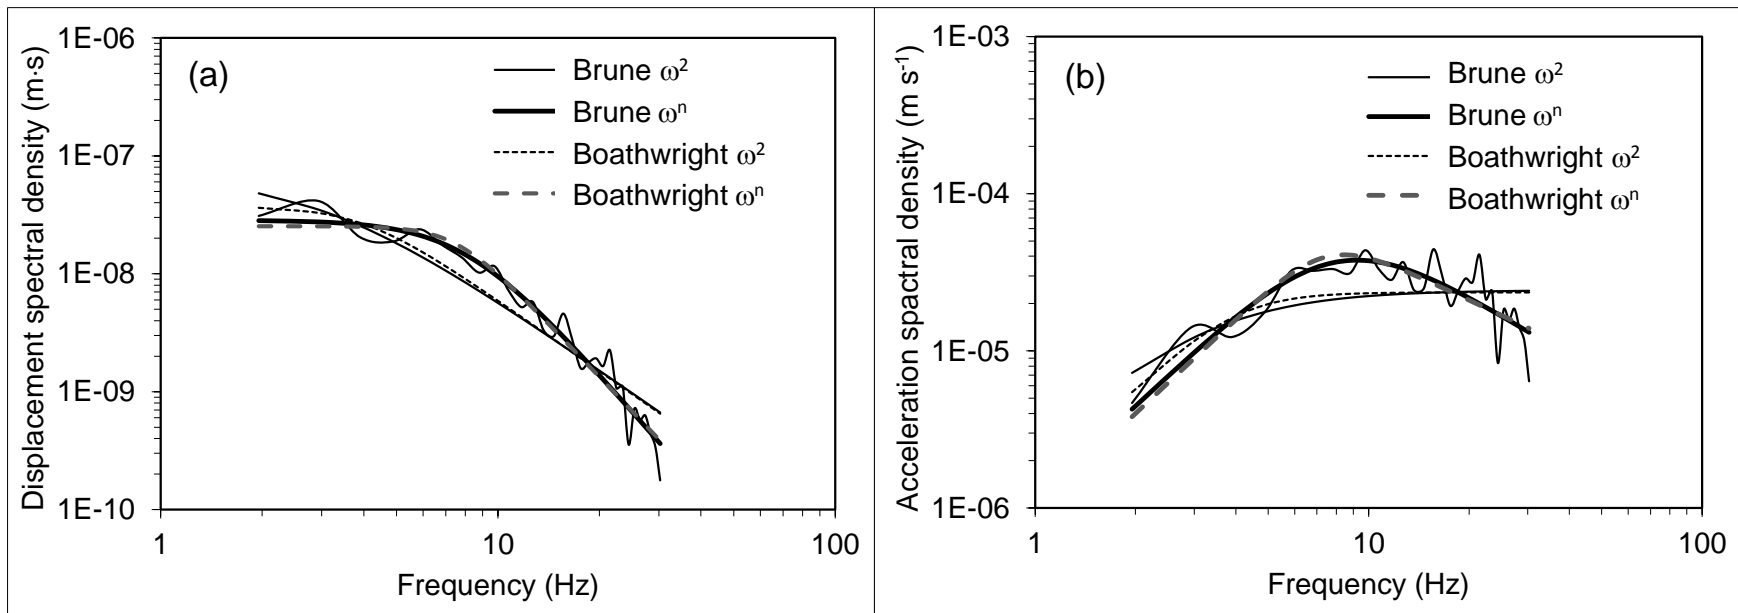 Displacement spectral density (m·s)
1E-06
1E-07
1E-08
1E-09
1E-10
(a)
Brune ω²
Brune ωⁿ
Boathwright ω²
Boathwright ωⁿ
1
10
100
Frequency (Hz)
Acceleration spactral density (m s⁻¹)
1E-03
1E-04
1E-05
1E-06
(b)
Brune ω²
Brune ωⁿ
Boathwright ω²
Boathwright ωⁿ
1
10
100
Frequency (Hz)